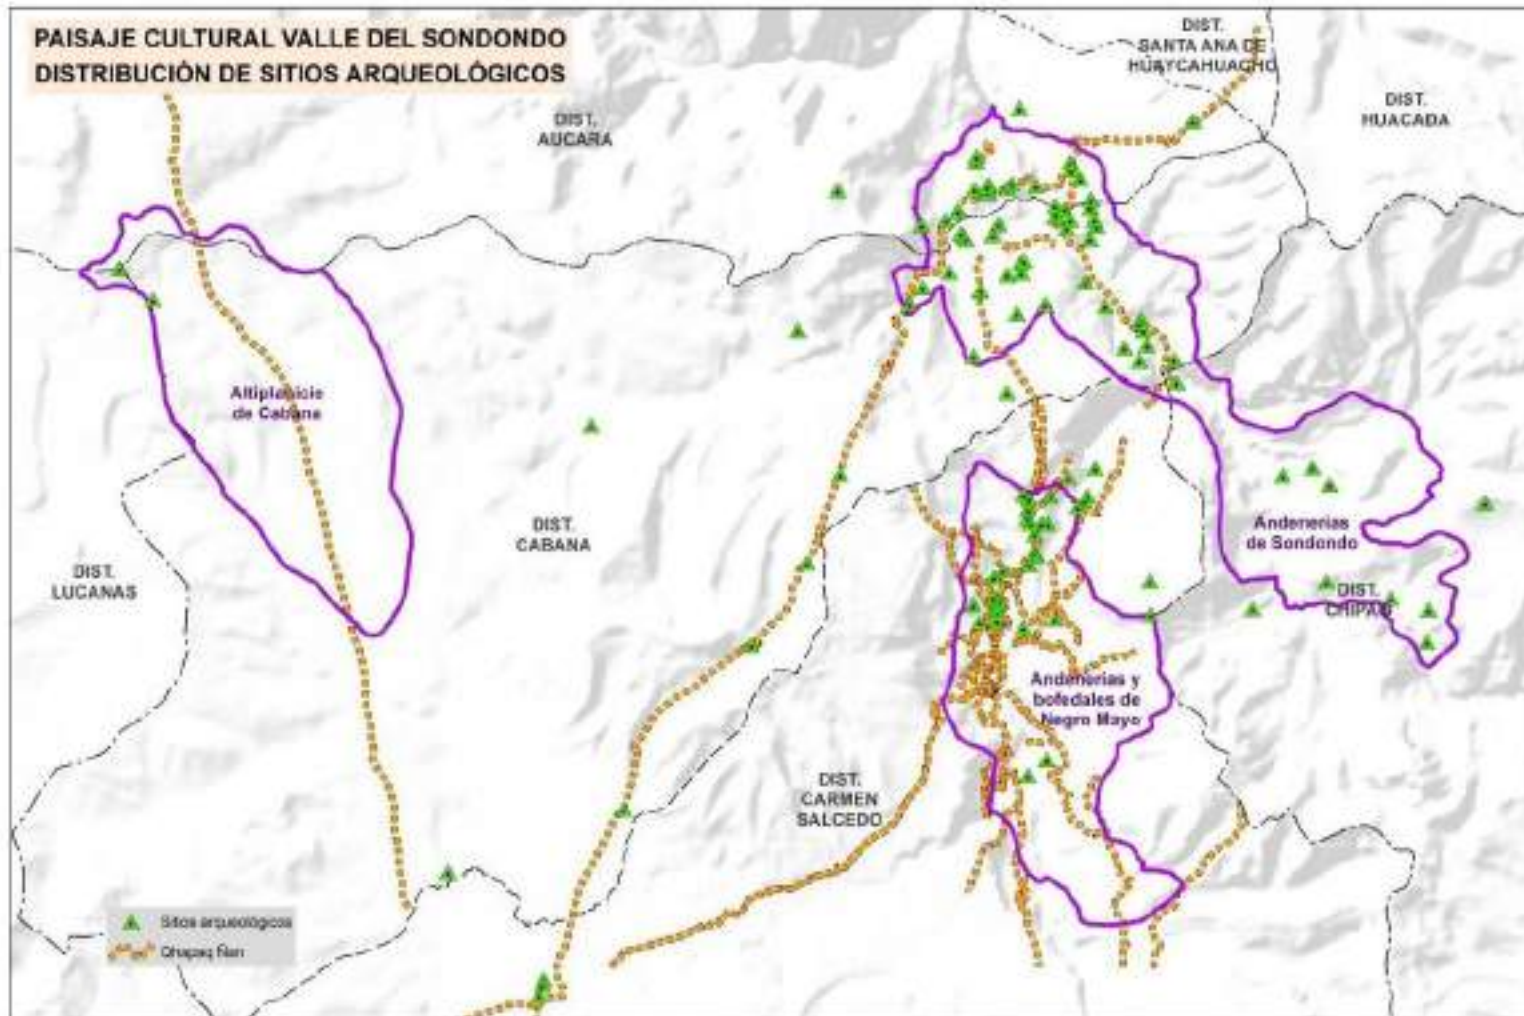 PAISAJE CULTURAL VALLE DEL SONDONDO
DISTRIBUCIÓN DE SITIOS ARQUEOLÓGICOS
DIST.
SANTA ANA DE
HUAYCAHUACHO
DIST.
HUACADA
DIST.
AUCARA
Altiplanicie
de Cabana
DIST.
CABANA
DIST.
LUCANAS
Andenerias
de Sondondo
DIST.
CHIPAO
Andenerias y
bofedales de
Negro Mayo
DIST.
CARMEN
SALCEDO
Sitios arqueológicos
Qhapaq Ñan